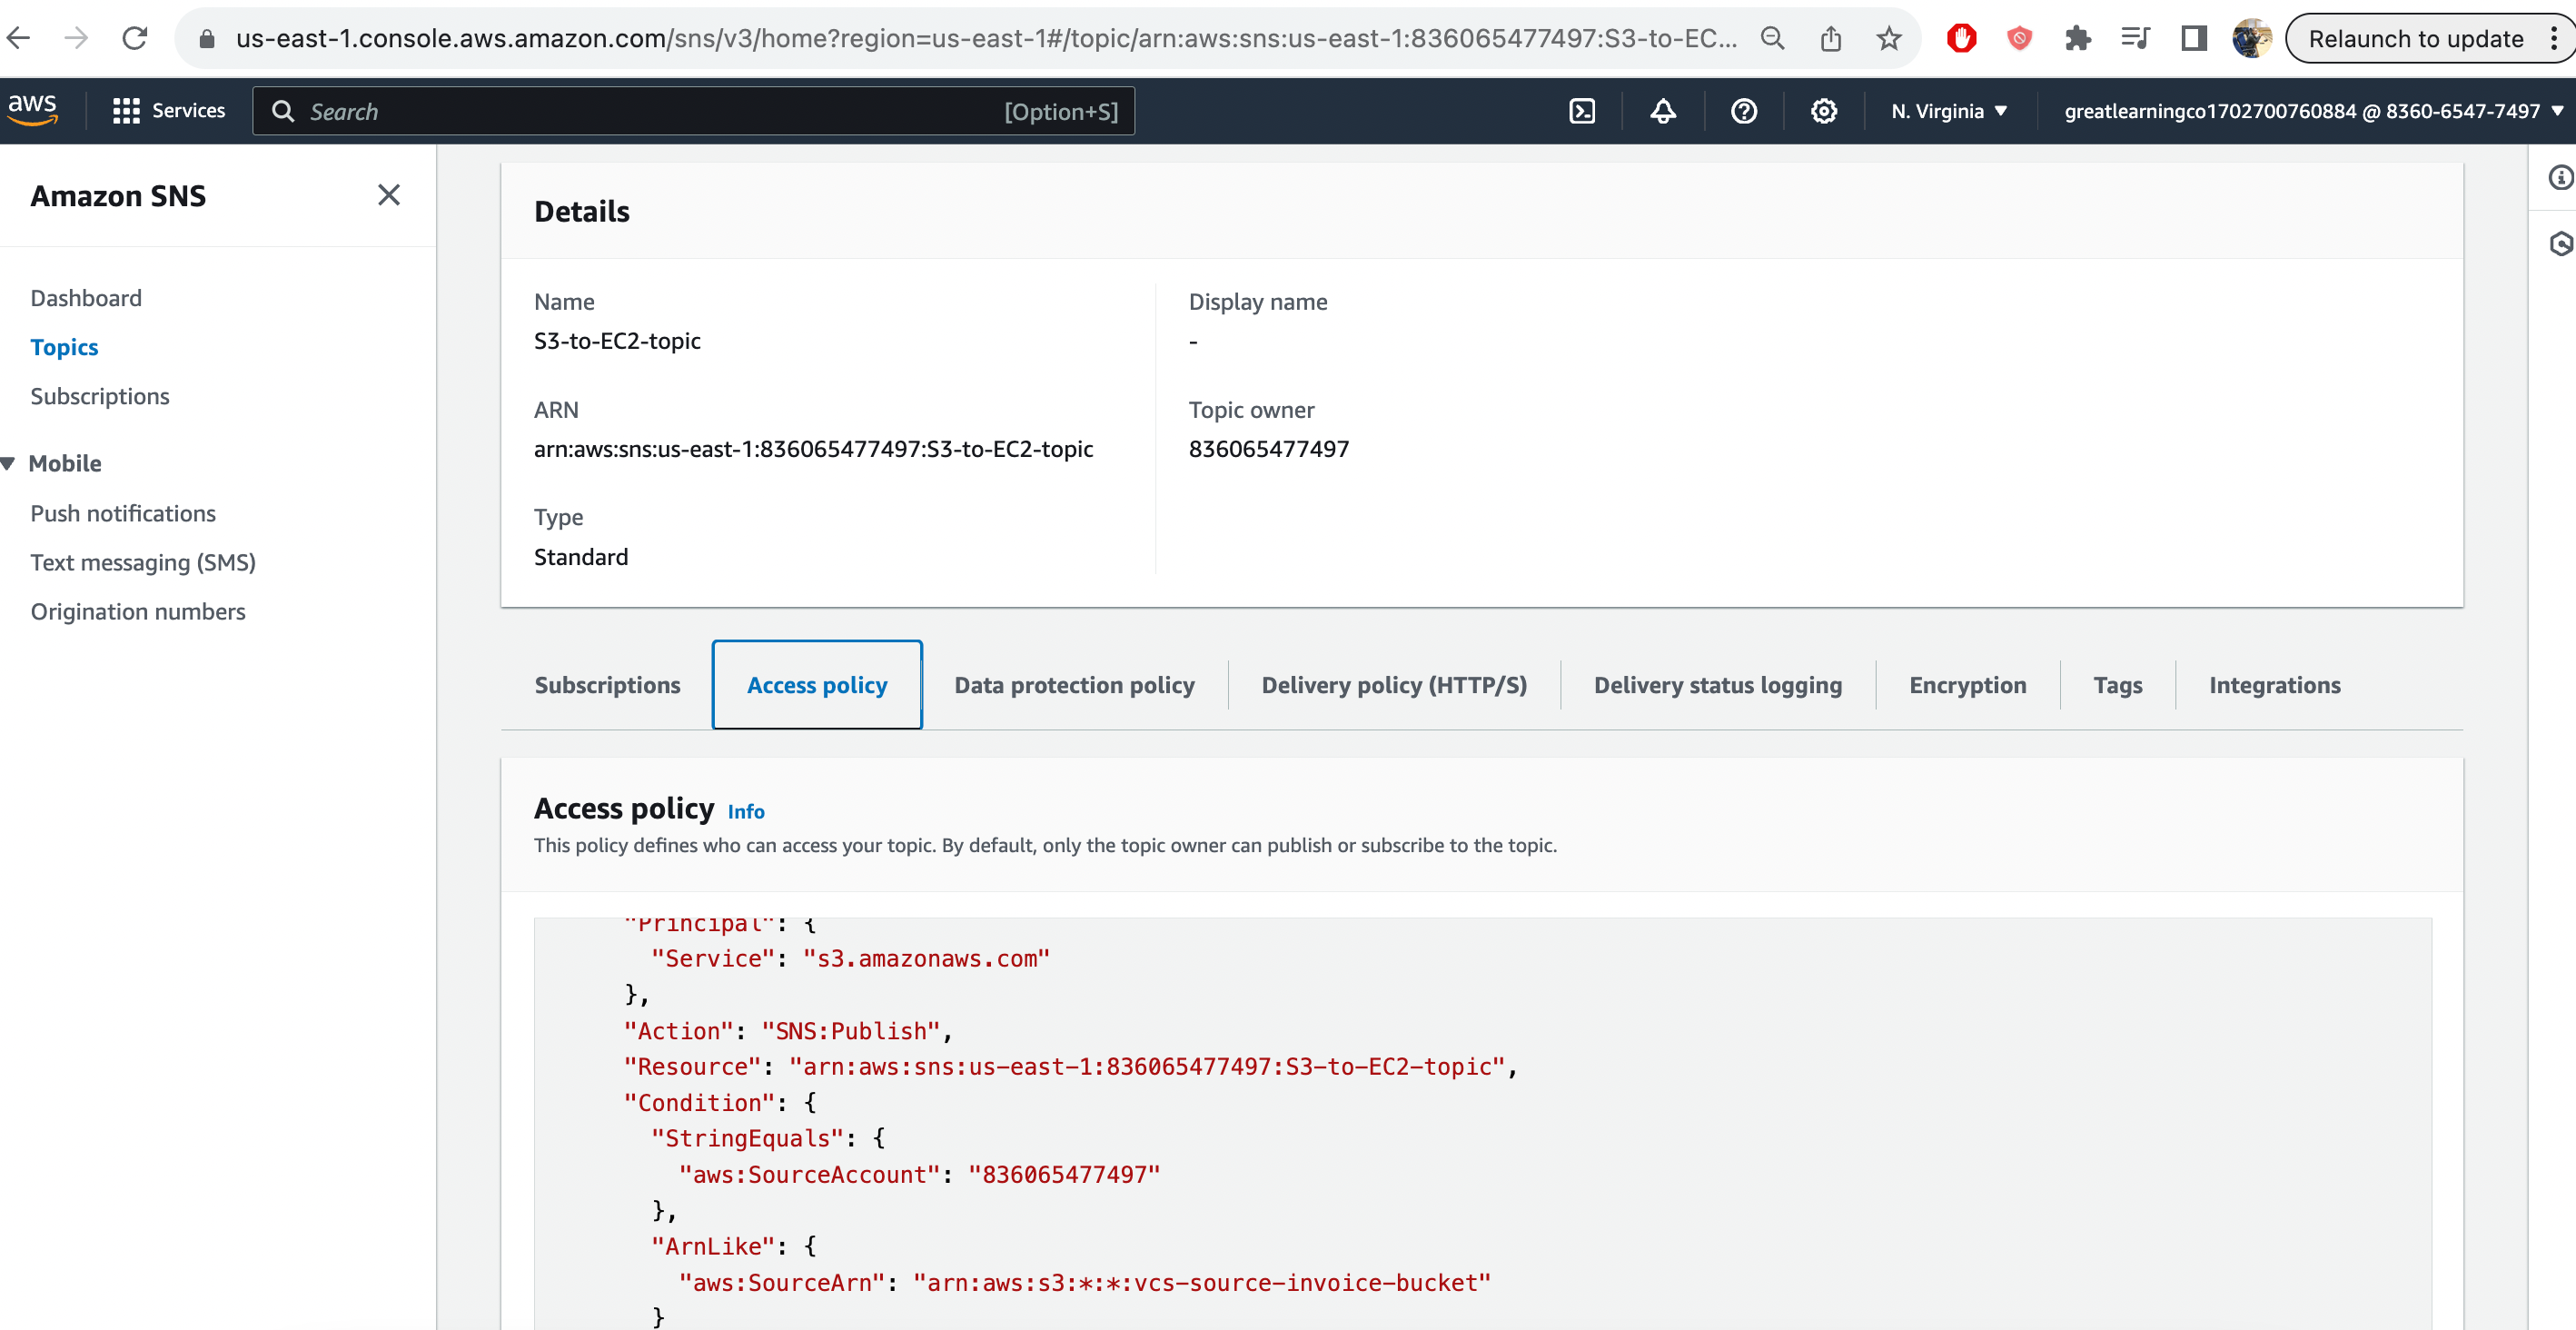 us-east-1.console.aws.amazon.com/sns/v3/home?region=us-east-1#/topic/arn:aws:sns:us-east-1:836065477497:S3-to-EC...
Relaunch to update
aws
Services
Search
[Option+S]
N. Virginia
greatlearningco1702700760884 @ 8360-6547-7497
Amazon SNS
Dashboard
Topics
Subscriptions
Mobile
Push notifications
Text messaging (SMS)
Origination numbers
Details
Name
S3-to-EC2-topic
ARN
arn:aws:sns:us-east-1:836065477497:S3-to-EC2-topic
Type
Standard
Display name
-
Topic owner
836065477497
Subscriptions
Access policy
Data protection policy
Delivery policy (HTTP/S)
Delivery status logging
Encryption
Tags
Integrations
Access policy Info
This policy defines who can access your topic. By default, only the topic owner can publish or subscribe to the topic.
"Principal": {
"Service": "s3.amazonaws.com"
},
"Action": "SNS:Publish",
"Resource": "arn:aws:sns:us-east-1:836065477497:S3-to-EC2-topic",
"Condition": {
"StringEquals": {
"aws:SourceAccount": "836065477497"
},
"ArnLike": {
"aws:SourceArn": "arn:aws:s3:*:*:vcs-source-invoice-bucket"
}